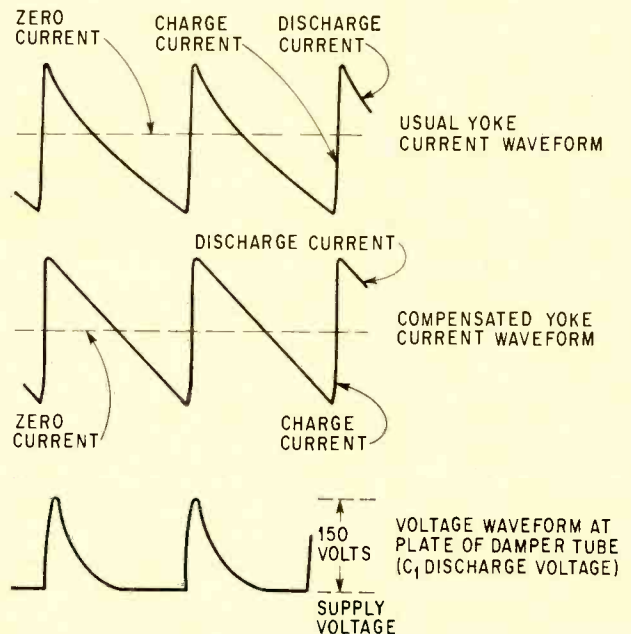 ZERO
CURRENT
CHARGE
CURRENT
DISCHARGE
CURRENT
USUAL YOKE
CURRENT WAVEFORM
DISCHARGE CURRENT
COMPENSATED YOKE
CURRENT WAVEFORM
ZERO
CURRENT
CHARGE
CURRENT
150
VOLTS
VOLTAGE WAVEFORM AT
PLATE OF DAMPER TUBE
(C₁ DISCHARGE VOLTAGE)
SUPPLY
VOLTAGE